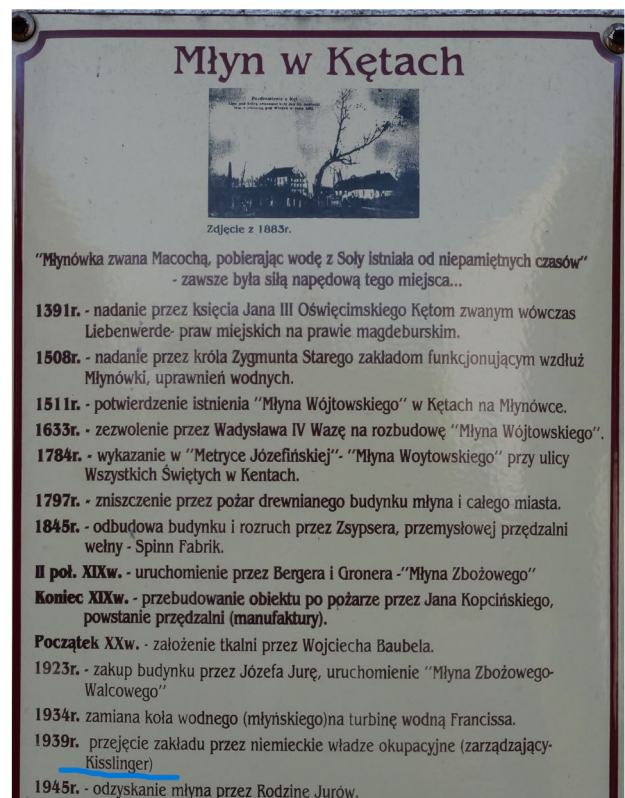 Młyn w Kętach
Pozdrowienie z Kęt
Zdjęcie z 1883r.
"Młynówka zwana Macochą, pobierając wodę z Soły istniała od niepamiętnych czasów"
- zawsze była siłą napędową tego miejsca...
1391r. - nadanie przez księcia Jana III Oświęcimskiego Kętom zwanym wówczas
Liebenwerde- praw miejskich na prawie magdeburskim.
1508r. - nadanie przez króla Zygmunta Starego zakładom funkcjonującym wzdłuż
Młynówki, uprawnień wodnych.
1511r. - potwierdzenie istnienia "Młyna Wójtowskiego" w Kętach na Młynówce.
1633r. - zezwolenie przez Wadysława IV Wazę na rozbudowę "Młyna Wójtowskiego".
1784r. - wykazanie w "Metryce Józefińskiej"- "Młyna Woytowskiego" przy ulicy
Wszystkich Świętych w Kentach.
1797r. - zniszczenie przez pożar drewnianego budynku młyna i całego miasta.
1845r. - odbudowa budynku i rozruch przez Zsypsera, przemysłowej przędzalni
wełny - Spinn Fabrik.
II poł. XIXw. - uruchomienie przez Bergera i Gronera -"Młyna Zbożowego"
Koniec XIXw. - przebudowanie obiektu po pożarze przez Jana Kopcińskiego,
powstanie przędzalni (manufaktury).
Początek XXw. - założenie tkalni przez Wojciecha Baubela.
1923r. - zakup budynku przez Józefa Jurę, uruchomienie "Młyna Zbożowego-
Walcowego"
1934r. zamiana koła wodnego (młyńskiego)na turbinę wodną Francissa.
1939r. przejęcie zakładu przez niemieckie władze okupacyjne (zarządzający-
Kisslinger)
1945r. - odzyskanie młyna przez Rodzinę Jurów.